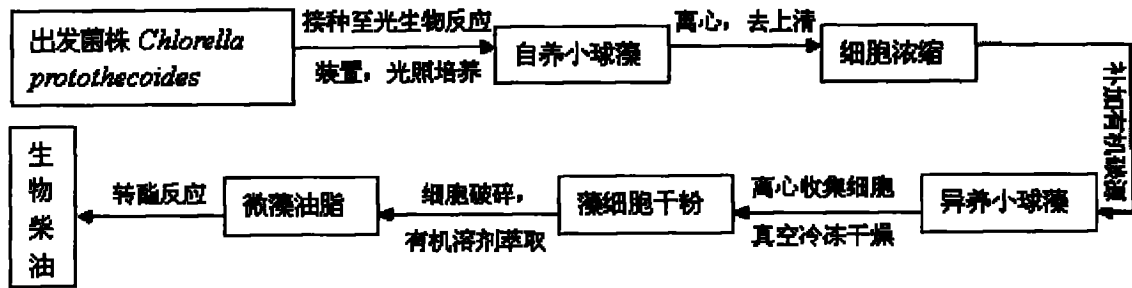 出发菌株 Chlorella
protothecoides
接种至光生物反应
装置，光照培养
自养小球藻
离心，去上清
细胞浓缩
补加有机碳源
异养小球藻
离心收集细胞
真空冷冻干燥
藻细胞干粉
细胞破碎，
有机溶剂萃取
微藻油脂
转酯反应
生
物
柴
油